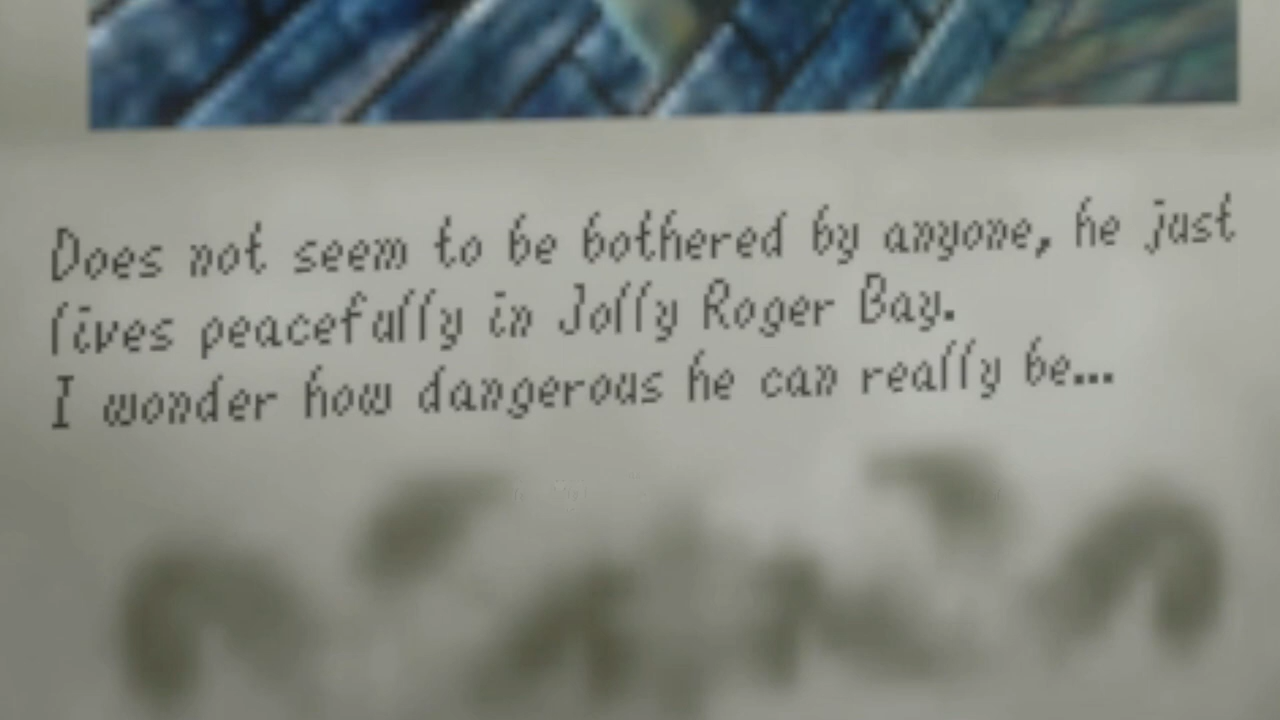 Does not seem to be bothered by anyone, he just
lives peacefully in Jolly Roger Bay.
I wonder how dangerous he can really be...